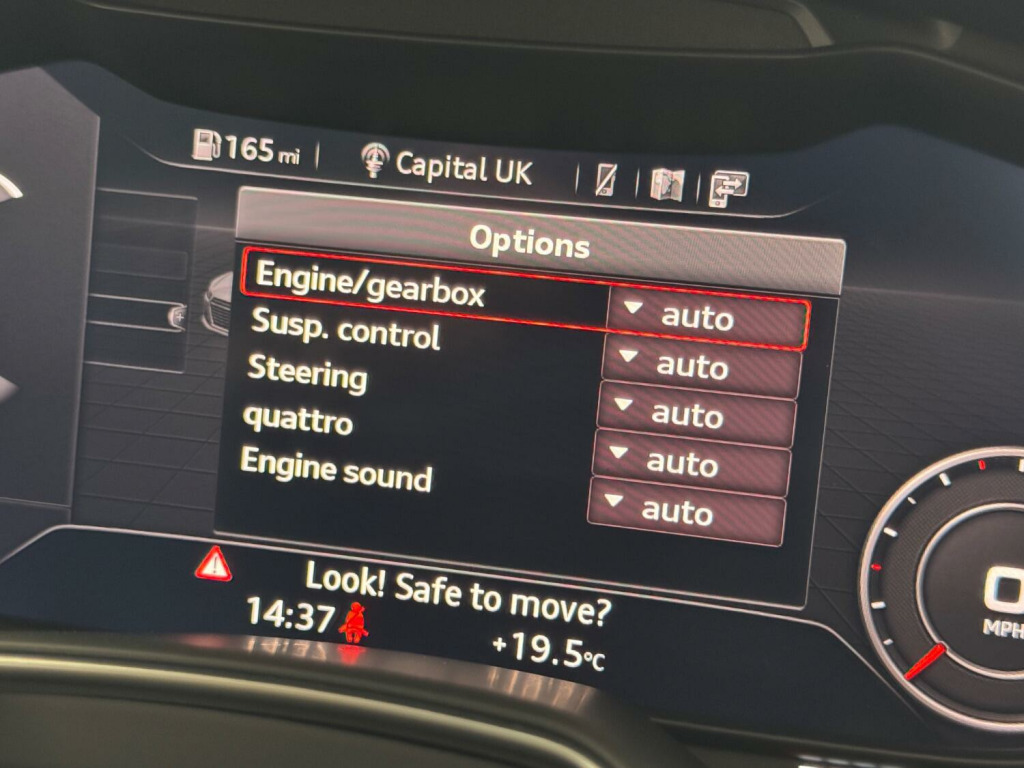 165 mi
Capital UK
Options
Engine/gearbox auto
Susp. control auto
Steering auto
quattro auto
Engine sound auto
Look! Safe to move?
14:37
+19.5°C
0
MPH